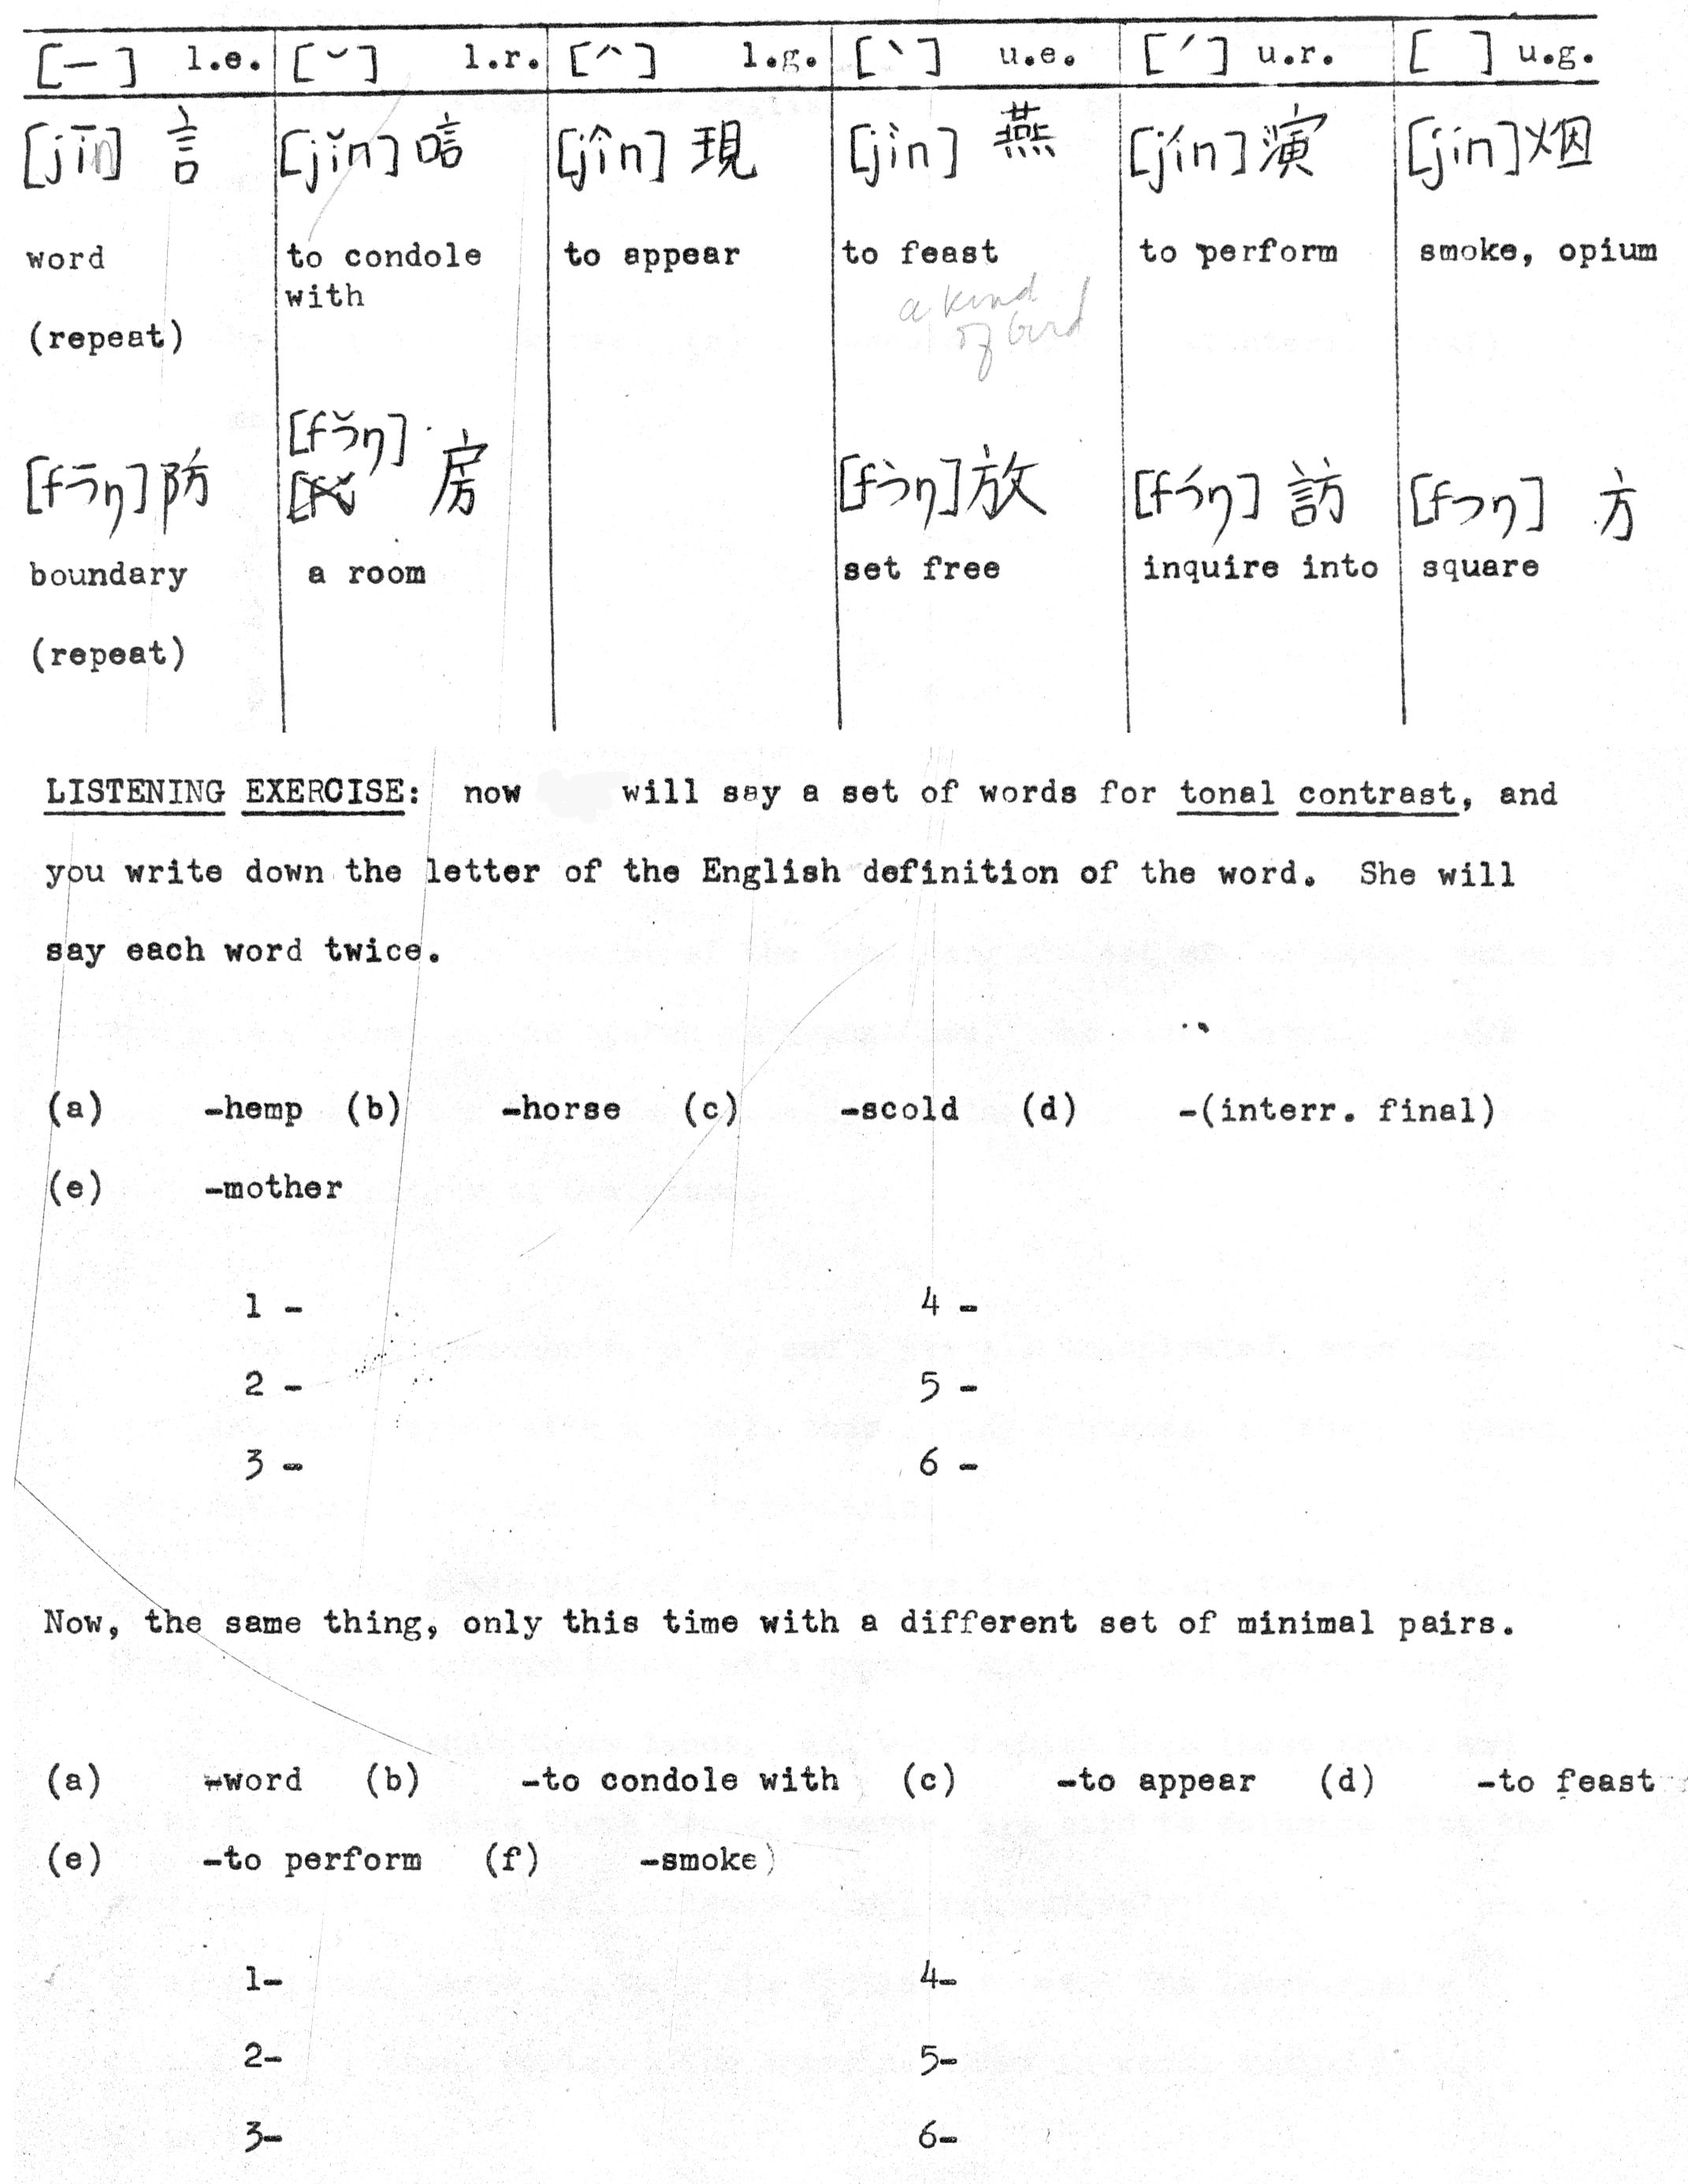 [–] l.e. [˘] l.r. [^] l.g. [`] u.e. [´] u.r. [ ] u.g.
[jīn] 言 [jǐn] 唁 [jîn] 現 [jìn] 燕 [jín] 演 [jin] 烟
word to condole with to appear to feast to perform smoke, opium
a kind of bird
(repeat)
[fɔ̄ŋ] 防 [fɔ̌ŋ] 房 [fɔ̀ŋ] 放 [fɔ́ŋ] 訪 [fɔŋ] 方
boundary a room set free inquire into square
(repeat)
LISTENING EXERCISE: now will say a set of words for tonal contrast, and
you write down the letter of the English definition of the word. She will
say each word twice.
(a) -hemp (b) -horse (c) -scold (d) -(interr. final)
(e) -mother
1 - 4 -
2 - 5 -
3 - 6 -
Now, the same thing, only this time with a different set of minimal pairs.
(a) -word (b) -to condole with (c) -to appear (d) -to feast
(e) -to perform (f) -smoke)
1- 4-
2- 5-
3- 6-